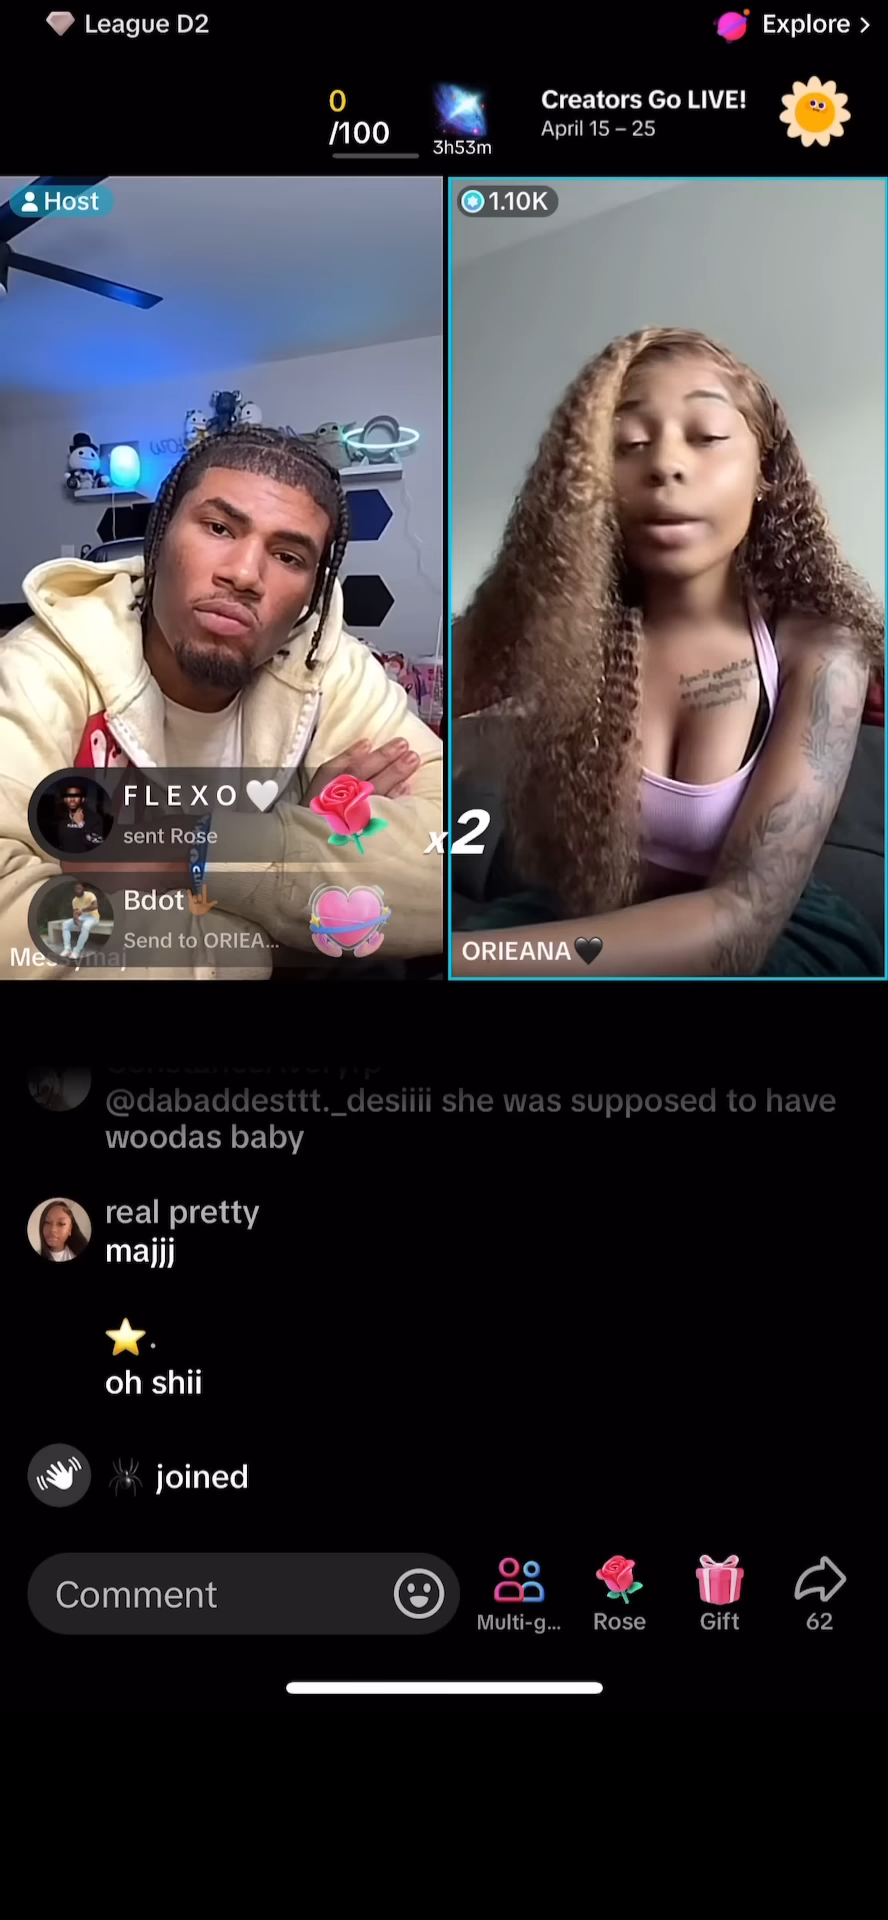 League D2
Explore >
0
/100
3h53m
Creators Go LIVE!
April 15 – 25
Host
1.10K
F L E X O 🤍
sent Rose
x2
Bdot🤟🏾
Send to ORIEA...
ORIEANA🖤
@dabaddesttt._desiiii she was supposed to have
woodas baby
real pretty
majjj
⭐.
oh shii
🕷 joined
Comment
Multi-g...
Rose
Gift
62